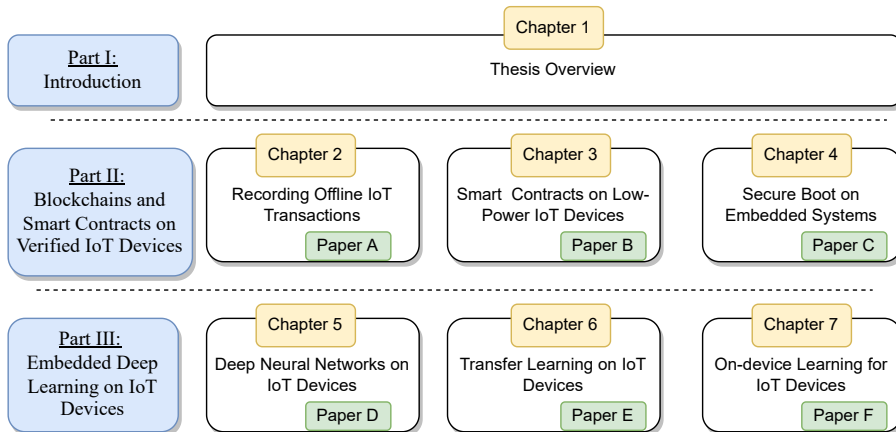 Chapter 1
Part I:
Introduction
Thesis Overview
Chapter 2
Chapter 3
Chapter 4
Part II:
Blockchains and
Smart Contracts on
Verified IoT Devices
Recording Offline IoT
Transactions
Paper A
Smart Contracts on Low-
Power IoT Devices
Paper B
Secure Boot on
Embedded Systems
Paper C
Chapter 5
Chapter 6
Chapter 7
Part III:
Embedded Deep
Learning on IoT
Devices
Deep Neural Networks on
IoT Devices
Paper D
Transfer Learning on IoT
Devices
Paper E
On-device Learning for
IoT Devices
Paper F